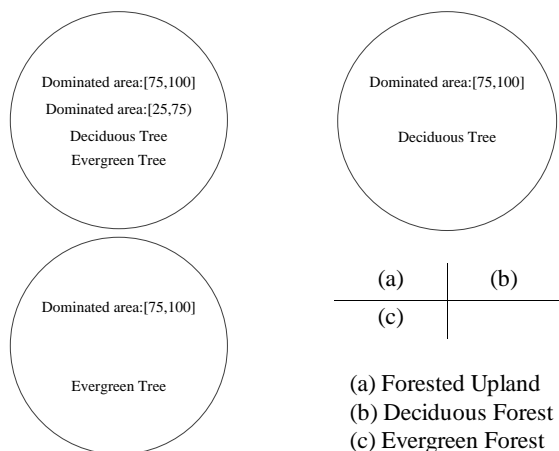 Dominated area:[75,100]
Dominated area:[25,75)
Deciduous Tree
Evergreen Tree
Dominated area:[75,100]
Deciduous Tree
Dominated area:[75,100]
Evergreen Tree
(a) (b)
(c)
(a) Forested Upland
(b) Deciduous Forest
(c) Evergreen Forest